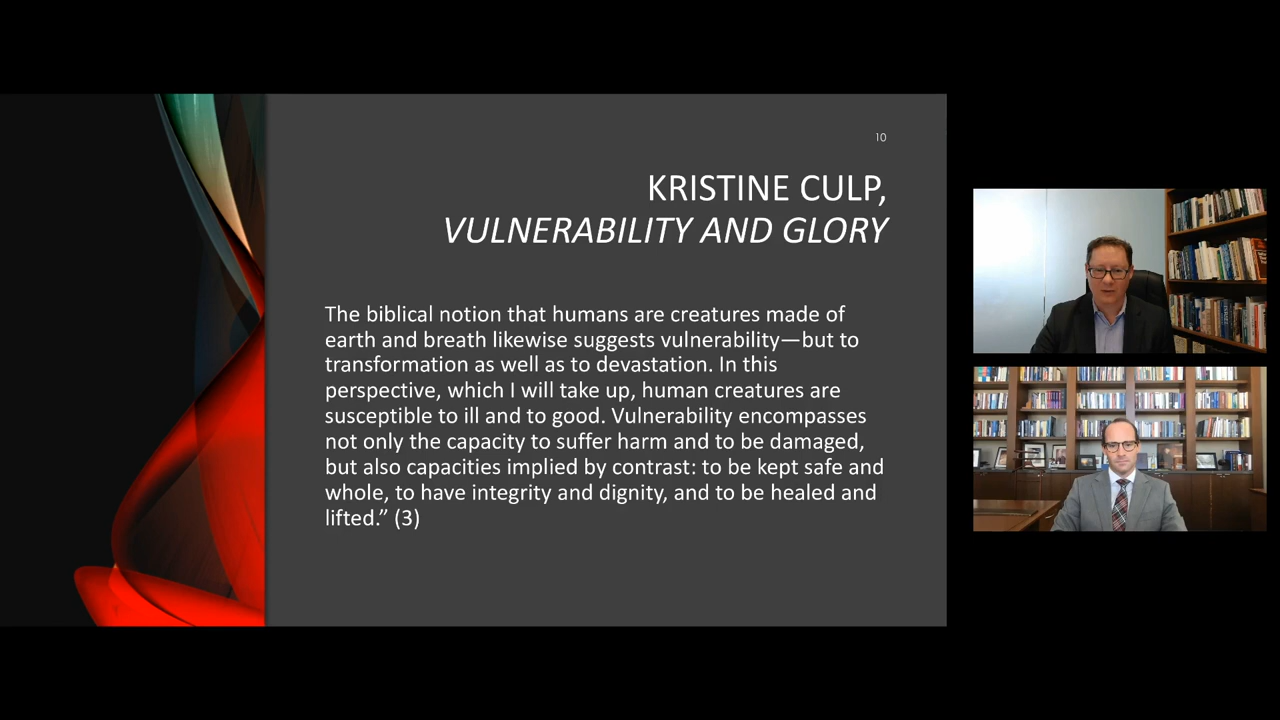 10
KRISTINE CULP,
VULNERABILITY AND GLORY
The biblical notion that humans are creatures made of
earth and breath likewise suggests vulnerability—but to
transformation as well as to devastation. In this
perspective, which I will take up, human creatures are
susceptible to ill and to good. Vulnerability encompasses
not only the capacity to suffer harm and to be damaged,
but also capacities implied by contrast: to be kept safe and
whole, to have integrity and dignity, and to be healed and
lifted.” (3)